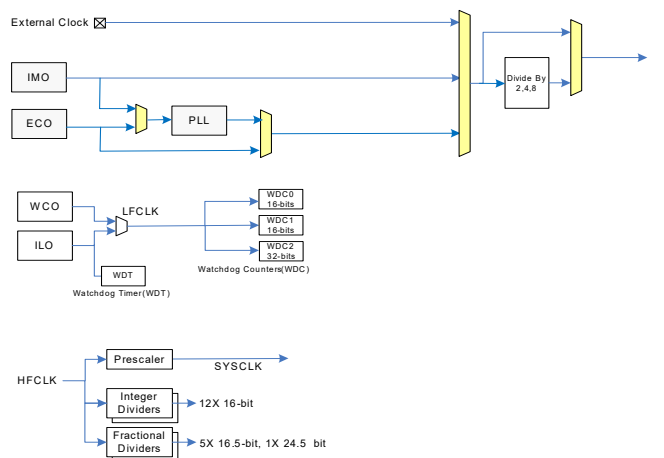 External Clock
IMO
ECO
PLL
Divide By
2,4,8
WCO
ILO
LFCLK
WDT
Watchdog Timer(WDT)
WDC0
16-bits
WDC1
16-bits
WDC2
32-bits
Watchdog Counters(WDC)
HFCLK
Prescaler
SYSCLK
Integer
Dividers
12X 16-bit
Fractional
Dividers
5X 16.5-bit, 1X 24.5 bit